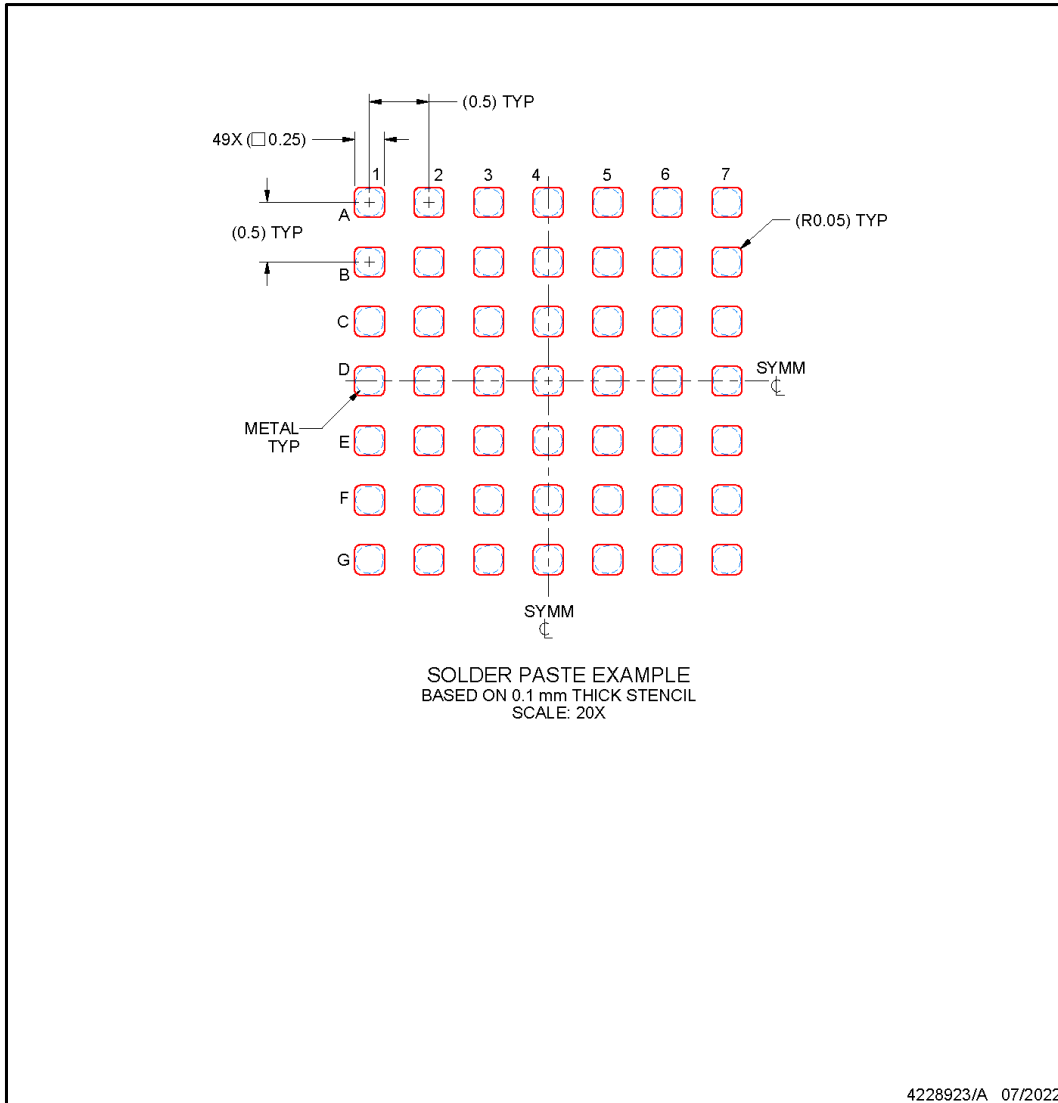 (0.5) TYP
49X (□ 0.25)
1 2 3 4 5 6 7
A
(R0.05) TYP
(0.5) TYP
B
C
D
SYMM
℄
METAL
TYP
E
F
G
SYMM
℄
SOLDER PASTE EXAMPLE
BASED ON 0.1 mm THICK STENCIL
SCALE: 20X
4228923/A 07/2022